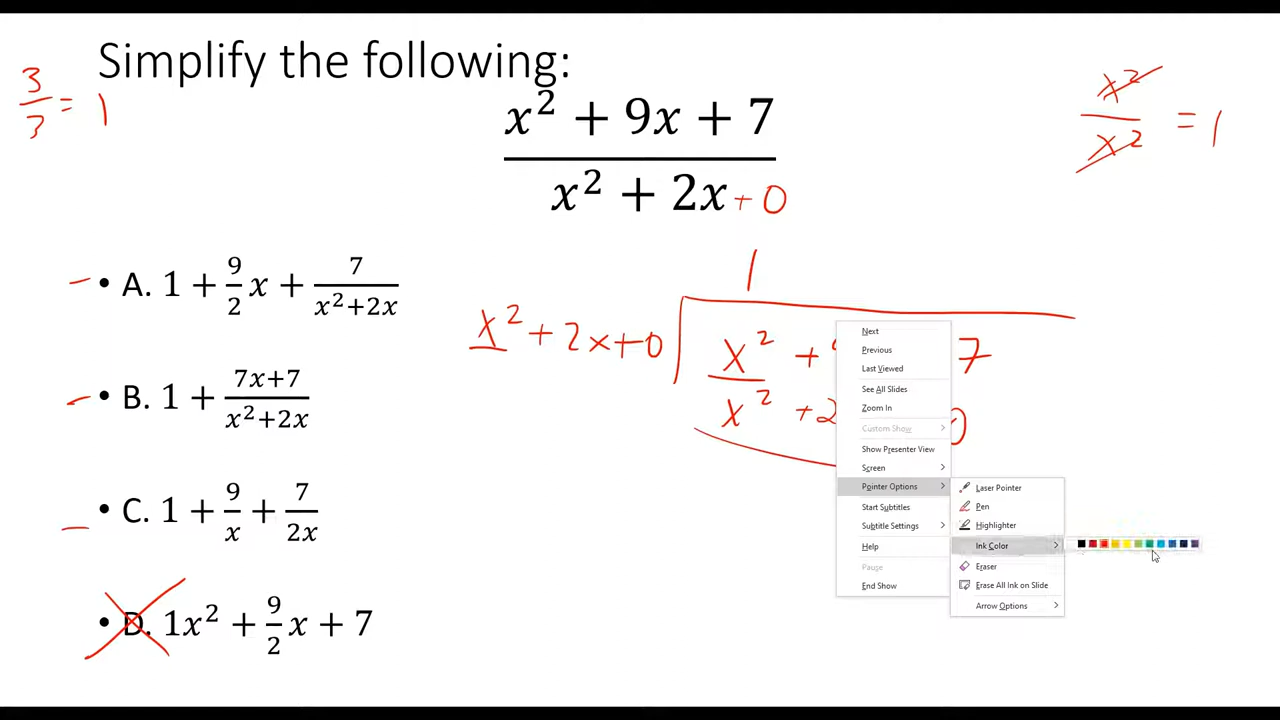 Simplify the following:
3/3 = 1
x²/x² = 1
(x² + 9x + 7)/(x² + 2x + 0)
• A. 1 + 9/2 x + 7/(x²+2x)
• B. 1 + (7x+7)/(x²+2x)
• C. 1 + 9/x + 7/2x
• D. 1x² + 9/2 x + 7
1
x² + 2x + 0
x² + 7
x² + 2 0
Next
Previous
Last Viewed
See All Slides
Zoom In
Custom Show
Show Presenter View
Screen
Pointer Options
Start Subtitles
Subtitle Settings
Help
Pause
End Show
Laser Pointer
Pen
Highlighter
Ink Color
Eraser
Erase All Ink on Slide
Arrow Options